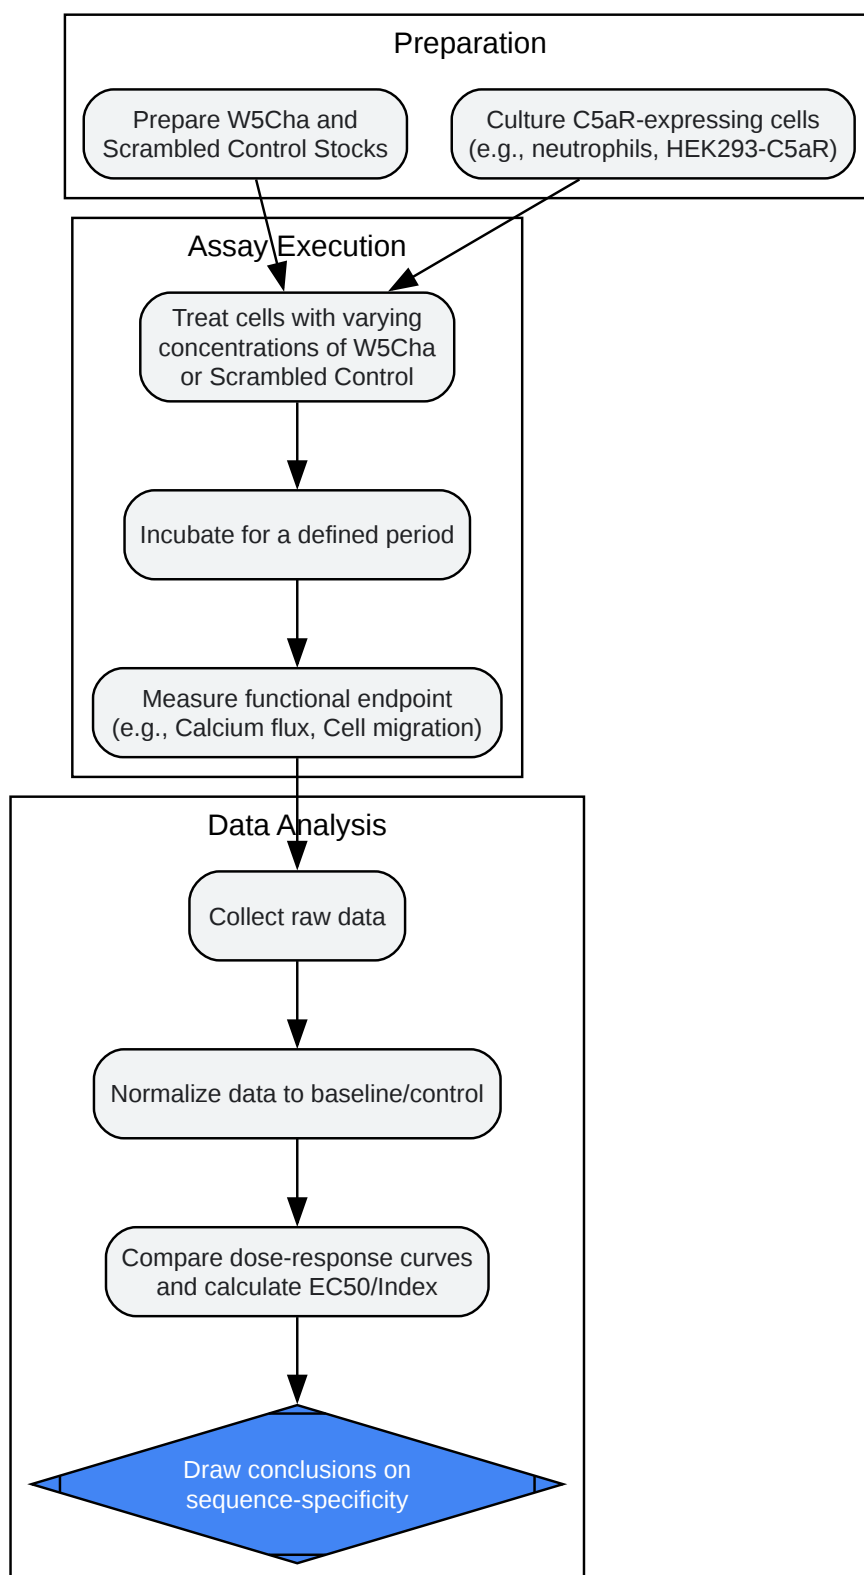 Preparation
Prepare W5Cha and
Scrambled Control Stocks
Culture C5aR-expressing cells
(e.g., neutrophils, HEK293-C5aR)
Assay Execution
Treat cells with varying
concentrations of W5Cha
or Scrambled Control
Incubate for a defined period
Measure functional endpoint
(e.g., Calcium flux, Cell migration)
Data Analysis
Collect raw data
Normalize data to baseline/control
Compare dose-response curves
and calculate EC50/Index
Draw conclusions on
sequence-specificity